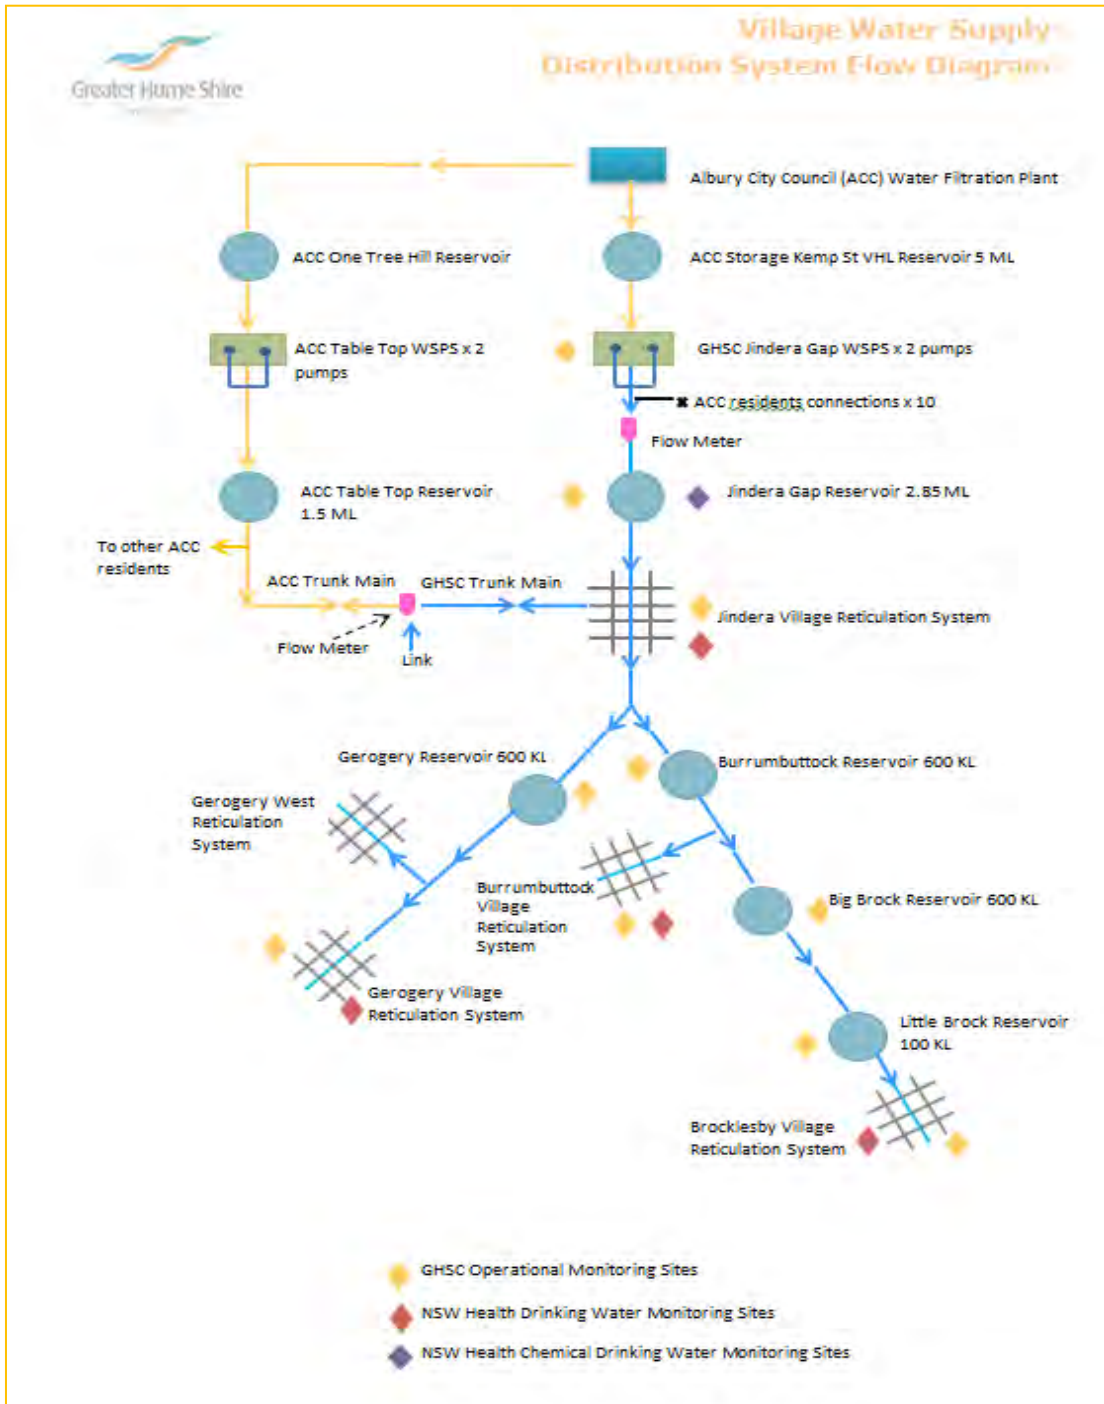 Greater Hume Shire
Village Water Supply
Distribution System Flow Diagram
Albury City Council (ACC) Water Filtration Plant
ACC One Tree Hill Reservoir
ACC Storage Kemp St VHL Reservoir 5 ML
ACC Table Top WSPS x 2
pumps
GHSC Jindera Gap WSPS x 2 pumps
ACC residents connections x 10
Flow Meter
ACC Table Top Reservoir
1.5 ML
Jindera Gap Reservoir 2.85 ML
To other ACC
residents
ACC Trunk Main
GHSC Trunk Main
Jindera Village Reticulation System
Flow Meter
Link
Gerogery Reservoir 600 KL
Burrumbuttock Reservoir 600 KL
Gerogery West
Reticulation
System
Burrumbuttock
Village
Reticulation
System
Big Brock Reservoir 600 KL
Gerogery Village
Reticulation System
Little Brock Reservoir
100 KL
Brocklesby Village
Reticulation System
GHSC Operational Monitoring Sites
NSW Health Drinking Water Monitoring Sites
NSW Health Chemical Drinking Water Monitoring Sites